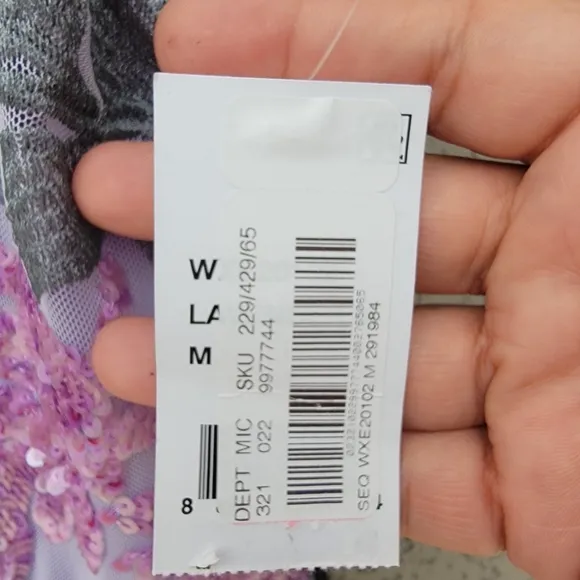 W
LA
M
8
DEPT MIC SKU 229/429/65
321 022 9977744
SEQ WXE20102 M 291984